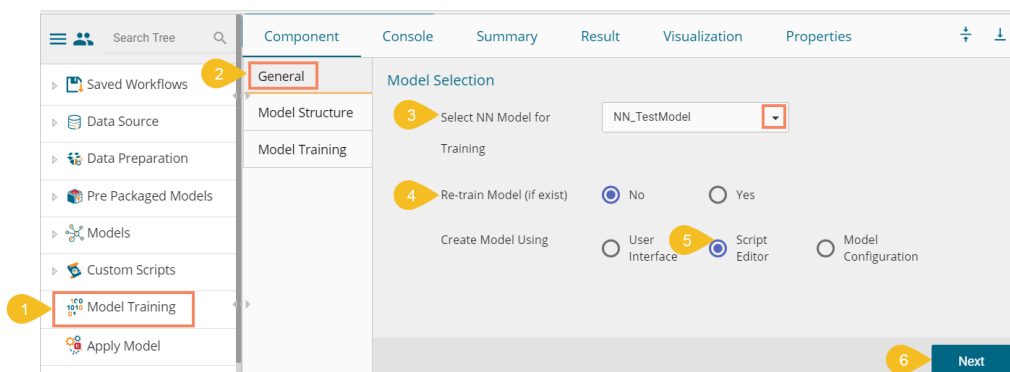 Search Tree
Component
Console
Summary
Result
Visualization
Properties
2
Saved Workflows
General
Model Selection
3
Select NN Model for
Training
NN_TestModel
Data Source
Model Structure
Data Preparation
Model Training
Pre Packaged Models
4
Re-train Model (if exist)
No
Yes
Models
Create Model Using
User
Interface
5
Script
Editor
Model
Configuration
Custom Scripts
1
Model Training
Apply Model
6
Next